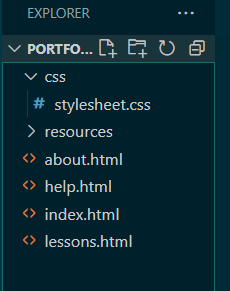 EXPLORER
PORTFO...
css
# stylesheet.css
resources
<> about.html
<> help.html
<> index.html
<> lessons.html